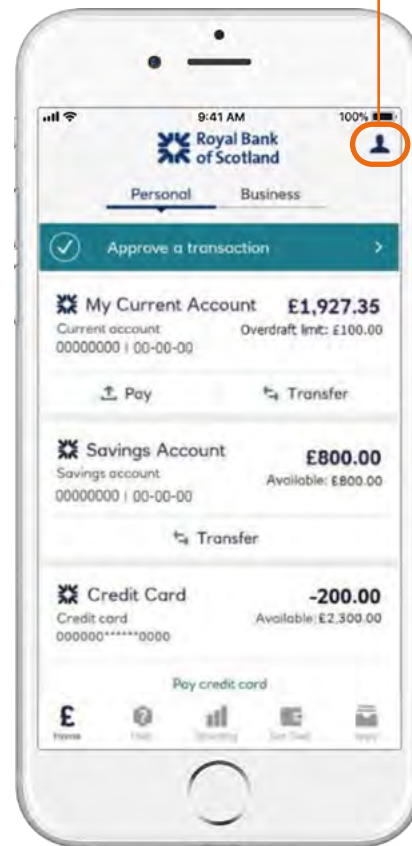 9:41 AM
100%
Royal Bank
of Scotland
Personal
Business
Approve a transaction
My Current Account £1,927.35
Current account Overdraft limit: £100.00
00000000 | 00-00-00
Pay Transfer
Savings Account £800.00
Savings account Available: £800.00
00000000 | 00-00-00
Transfer
Credit Card -200.00
Credit card Available: £2,300.00
000000******0000
Pay credit card
£
Home